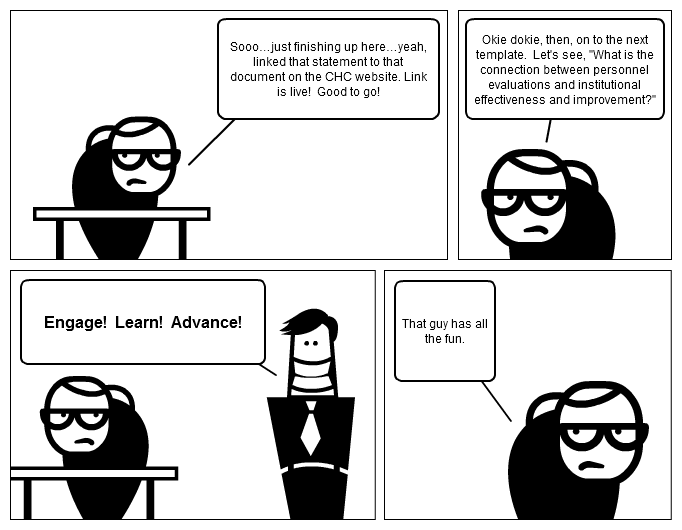 Sooo...just finishing up here...yeah,
linked that statement to that
document on the CHC website. Link
is live!  Good to go!
Okie dokie, then, on to the next
template.  Let's see, "What is the
connection between personnel
evaluations and institutional
effectiveness and improvement?"
Engage!  Learn!  Advance!
That guy has all
the fun.